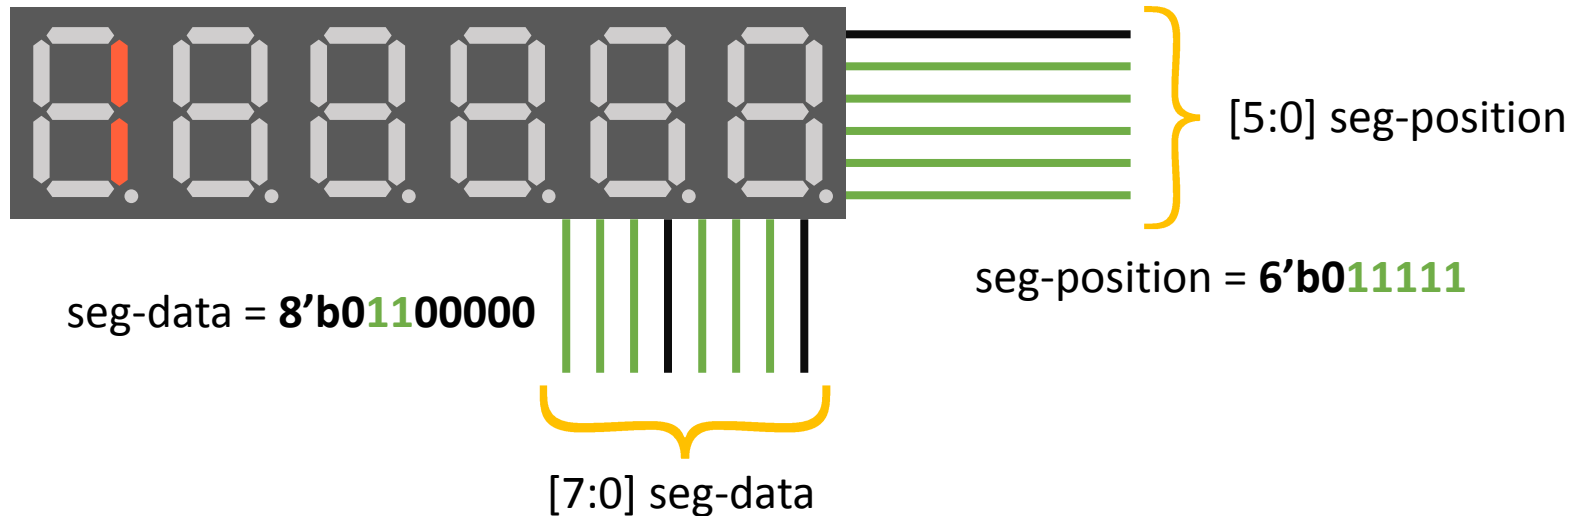 [5:0] seg-position
seg-position = 6’b011111
seg-data = 8’b01100000
[7:0] seg-data